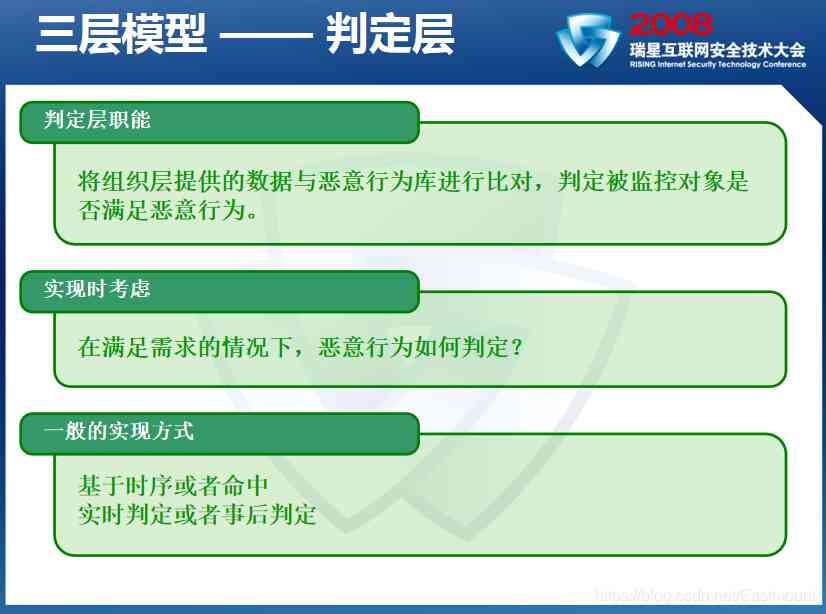 三层模型 —— 判定层
2008
瑞星互联网安全技术大会
RISING Internet Security Technology Conference
判定层职能
将组织层提供的数据与恶意行为库进行比对，判定被监控对象是
否满足恶意行为。
实现时考虑
在满足需求的情况下，恶意行为如何判定？
一般的实现方式
基于时序或者命中
实时判定或者事后判定
https://blog.csdn.net/Eastmount